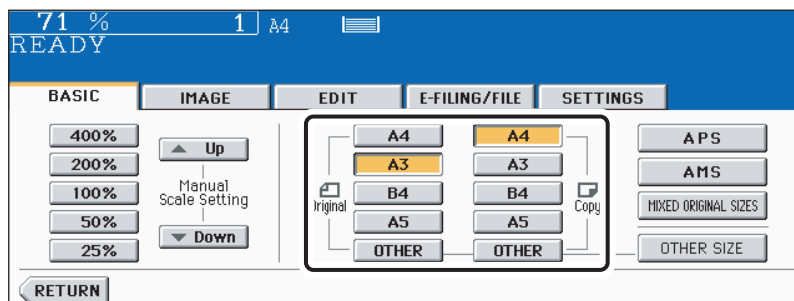 71 % 1 A4
READY
BASIC IMAGE EDIT E-FILING/FILE SETTINGS
400%
200%
100%
50%
25%
Up
Manual
Scale Setting
Down
Original
A4
A3
B4
A5
OTHER
A4
A3
B4
A5
OTHER
Copy
APS
AMS
MIXED ORIGINAL SIZES
OTHER SIZE
RETURN